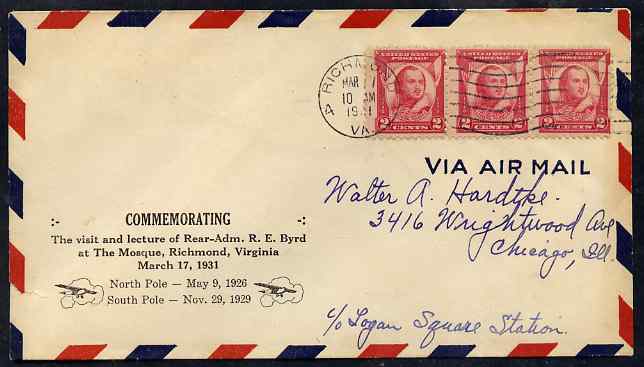 RICHMOND
MAR 17
10 AM
1931
VA.
UNITED STATES POSTAGE UNITED STATES POSTAGE UNITED STATES POSTAGE
2 CENTS 2 2 CENTS 2 2 CENTS 2
VIA AIR MAIL
Walter A. Hardtke.
3416 Wrightwood Ave
Chicago, Ill.
c/o Logan Square Station.
-:- COMMEMORATING -:-
The visit and lecture of Rear-Adm. R. E. Byrd
at The Mosque, Richmond, Virginia
March 17, 1931
North Pole — May 9, 1926
South Pole — Nov. 29, 1929